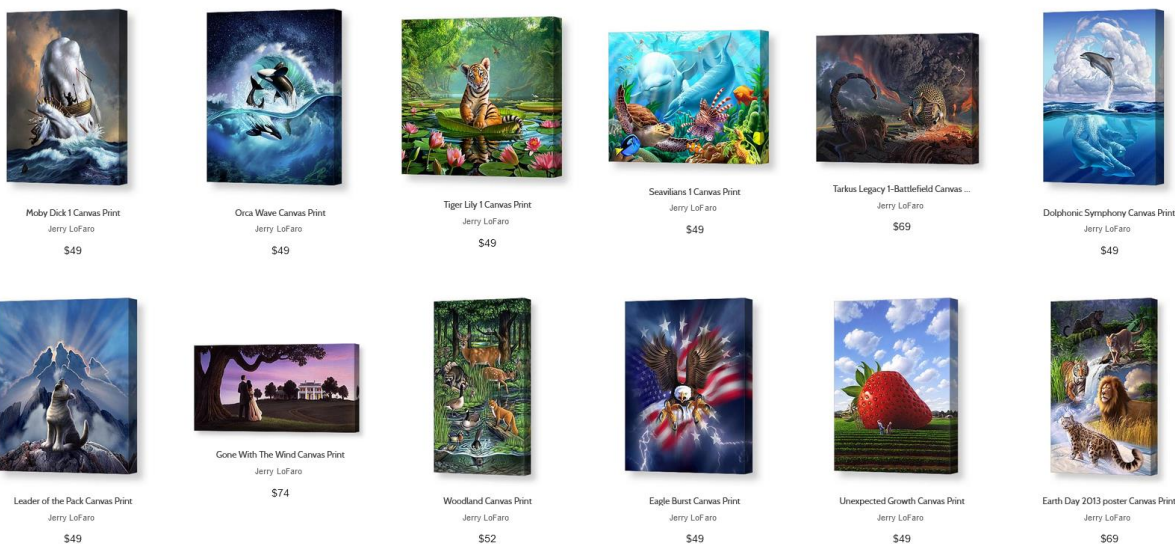 Moby Dick 1 Canvas Print
Jerry LoFaro
$49
Orca Wave Canvas Print
Jerry LoFaro
$49
Tiger Lily 1 Canvas Print
Jerry LoFaro
$49
Seavilians 1 Canvas Print
Jerry LoFaro
$49
Tarkus Legacy 1-Battlefield Canvas ...
Jerry LoFaro
$69
Dolphonic Symphony Canvas Print
Jerry LoFaro
$49
Leader of the Pack Canvas Print
Jerry LoFaro
$49
Gone With The Wind Canvas Print
Jerry LoFaro
$74
Woodland Canvas Print
Jerry LoFaro
$52
Eagle Burst Canvas Print
Jerry LoFaro
$49
Unexpected Growth Canvas Print
Jerry LoFaro
$49
Earth Day 2013 poster Canvas Print
Jerry LoFaro
$69